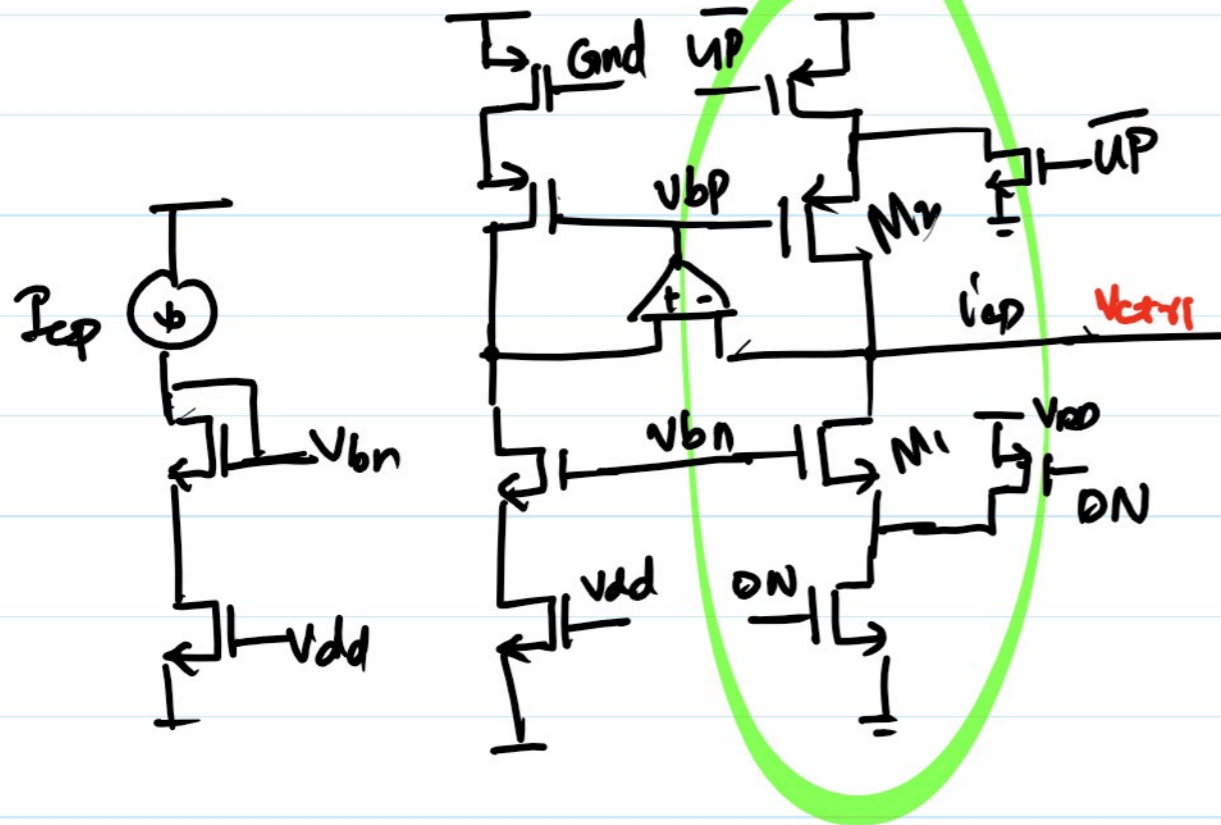 Gnd
UP
UP
Vbp
M2
Icp
+ -
icp
Vctrl
Vbn
Vbn
M1
VDD
DN
Vdd
Vdd
DN